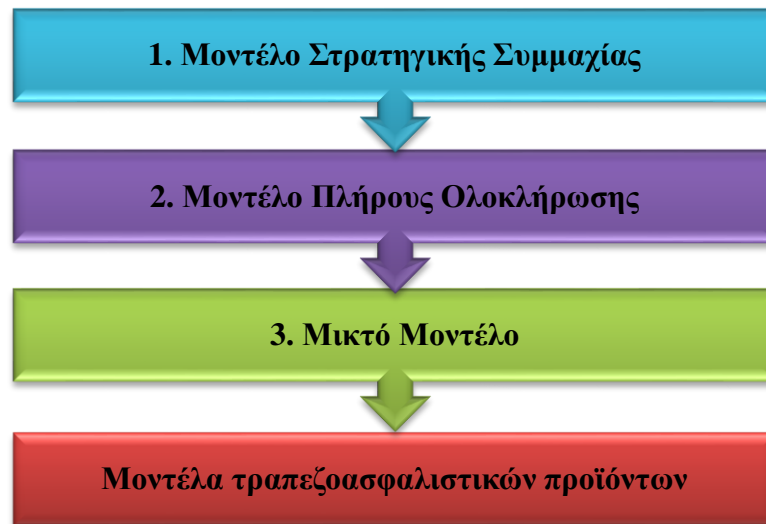 1. Μοντέλο Στρατηγικής Συμμαχίας
2. Μοντέλο Πλήρους Ολοκλήρωσης
3. Μικτό Μοντέλο
Μοντέλα τραπεζοασφαλιστικών προϊόντων